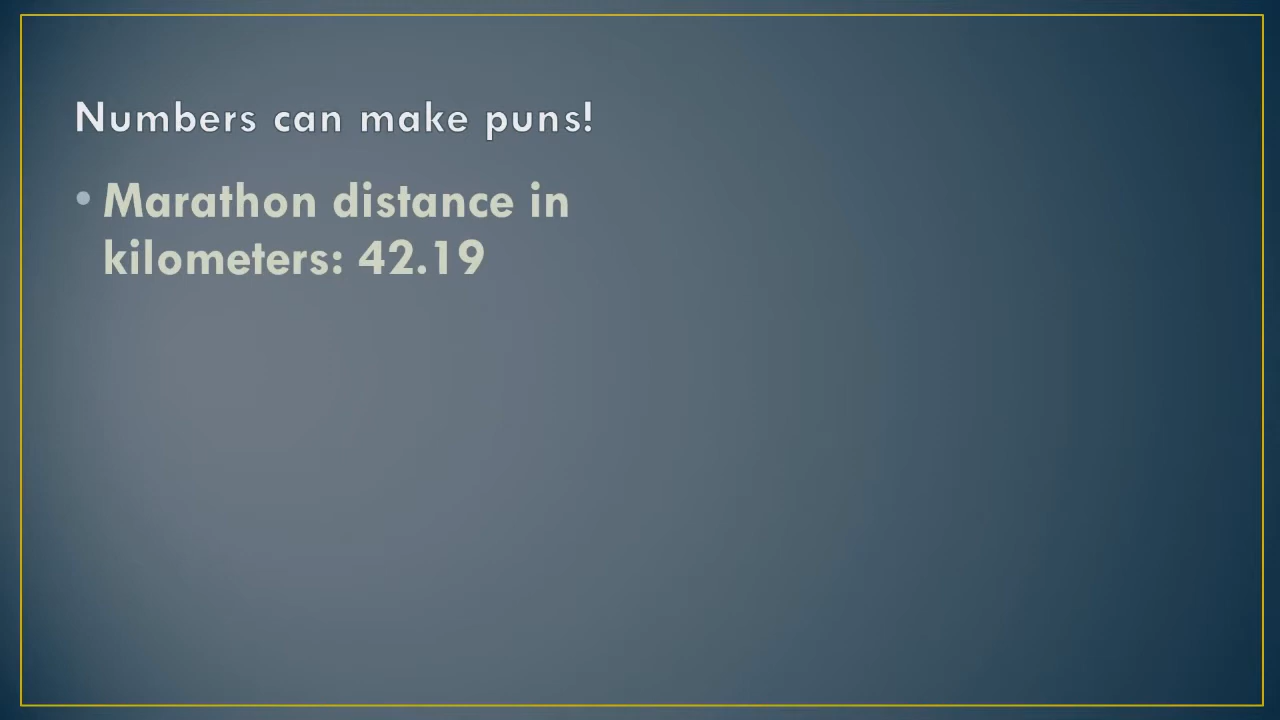 Numbers can make puns!
• Marathon distance in
kilometers: 42.19